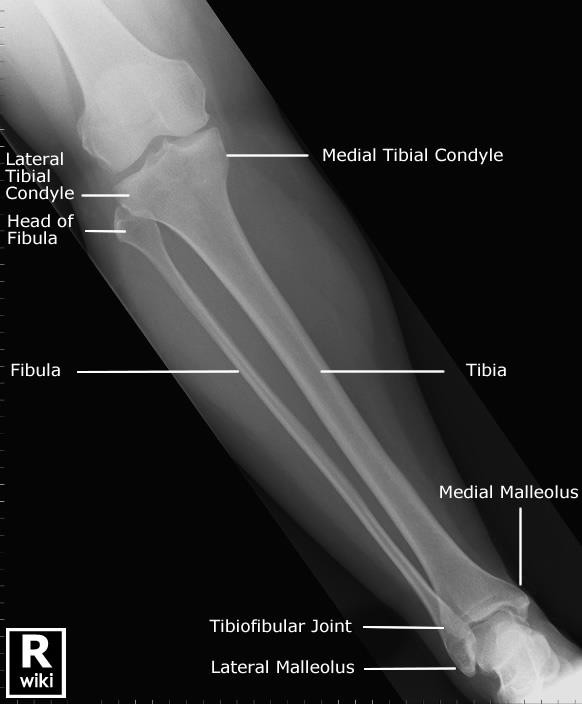 Medial Tibial Condyle
Lateral
Tibial
Condyle
Head of
Fibula
Fibula
Tibia
Medial Malleolus
Tibiofibular Joint
Lateral Malleolus
R
wiki